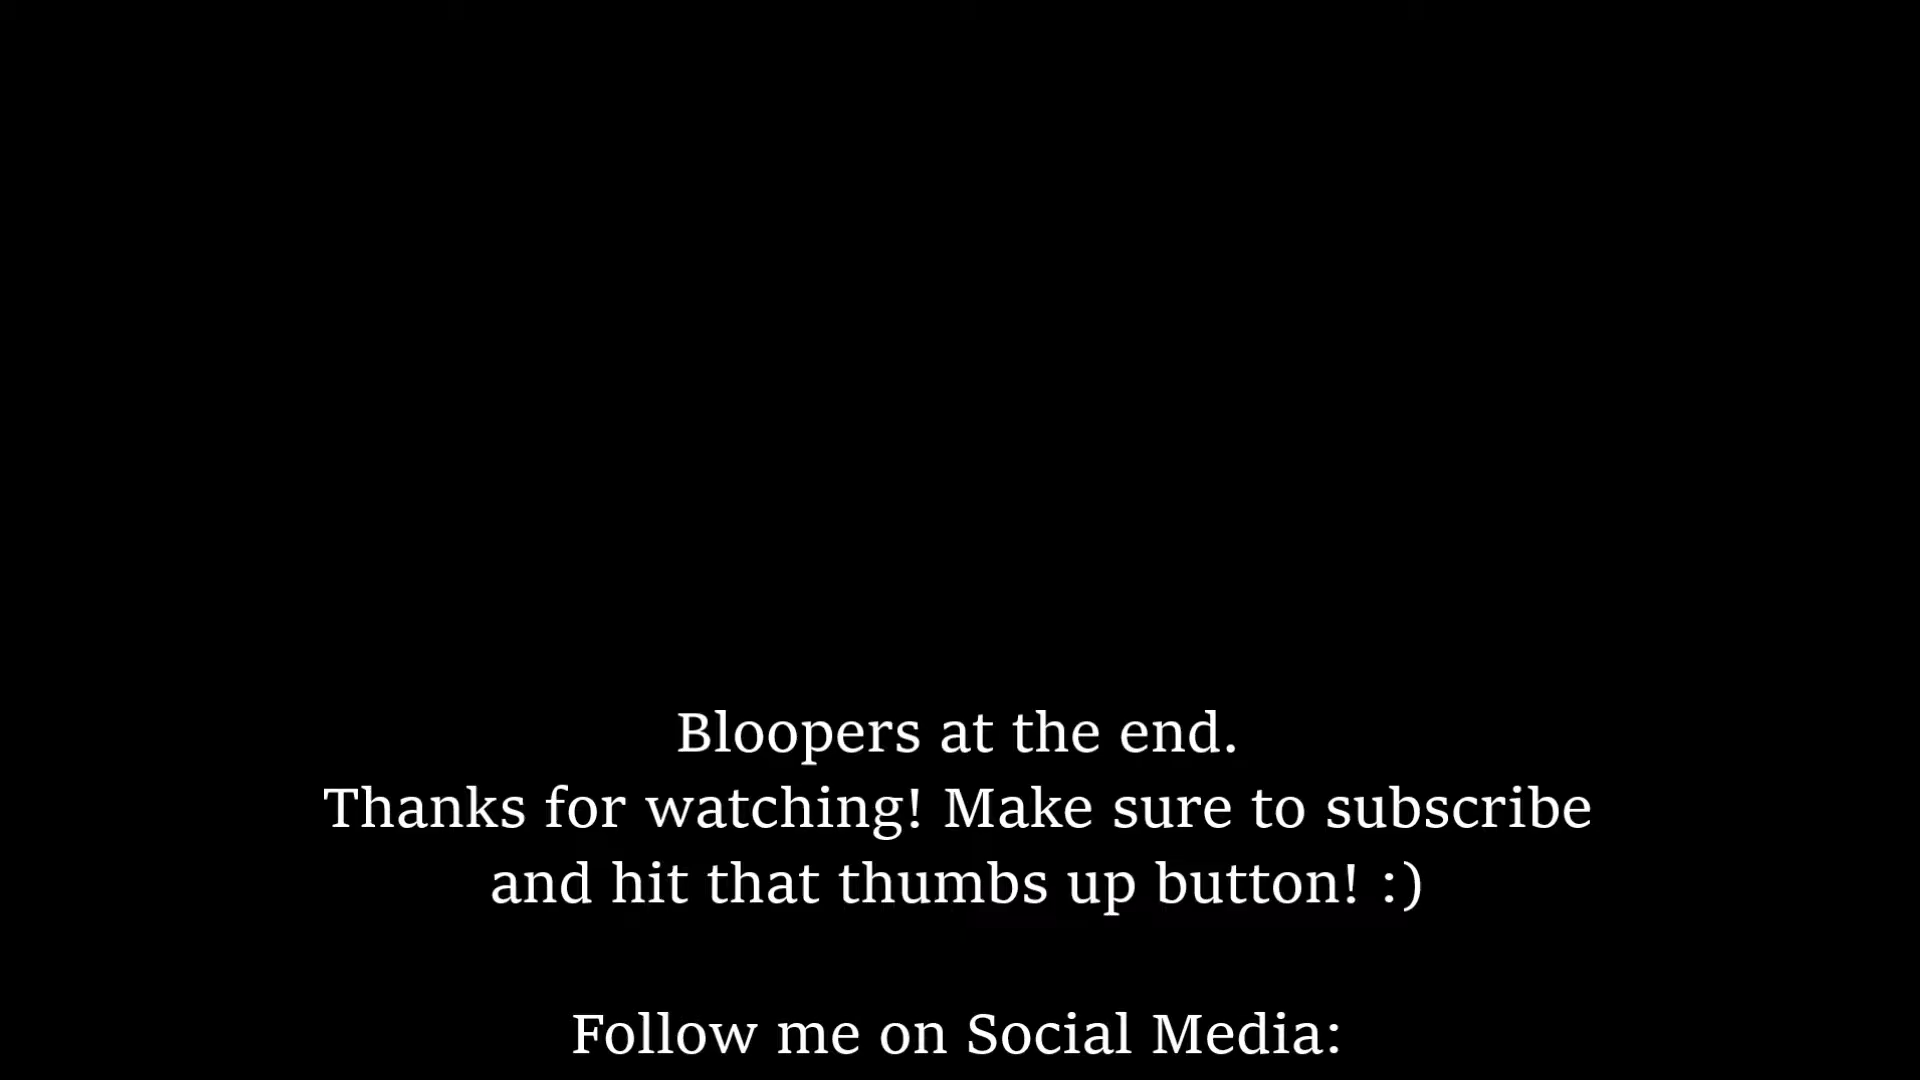 Bloopers at the end.
Thanks for watching! Make sure to subscribe
and hit that thumbs up button! :)
Follow me on Social Media: